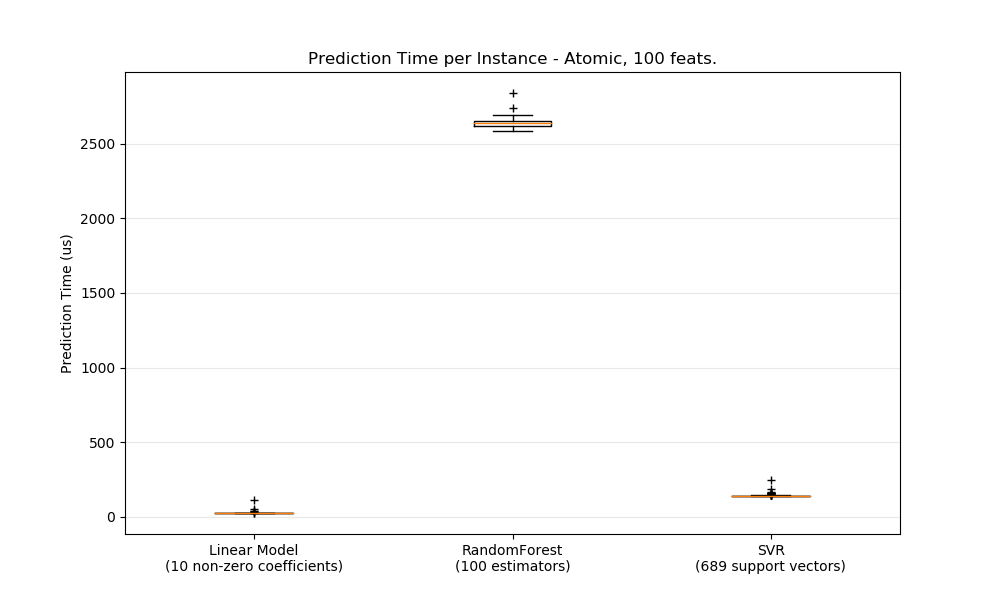 Prediction Time per Instance - Atomic, 100 feats.
Prediction Time (us)
2500
2000
1500
1000
500
0
Linear Model
(10 non-zero coefficients)
RandomForest
(100 estimators)
SVR
(689 support vectors)